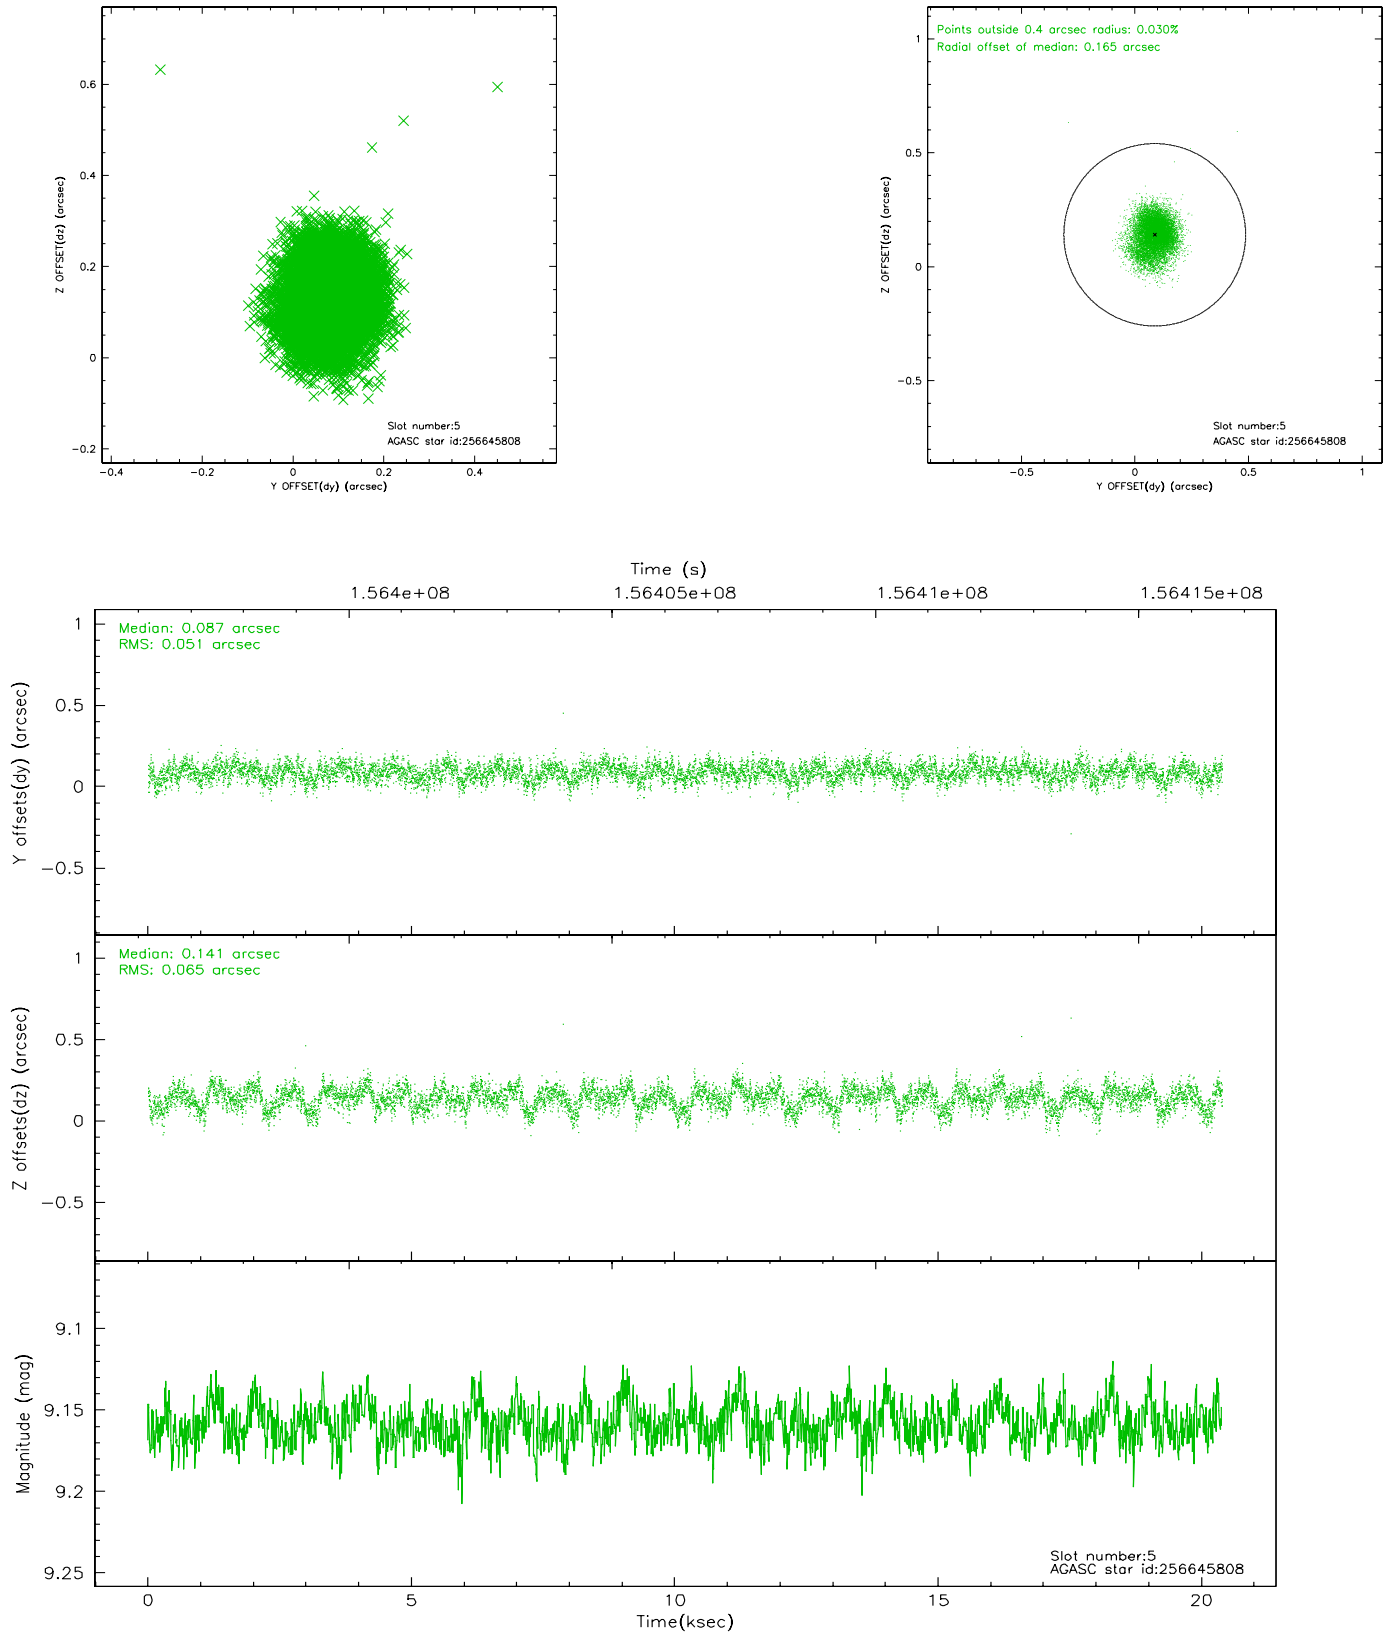 0.6
0.4
0.2
0
−0.2
−0.4 −0.2 0 0.2 0.4
Z OFFSET(dz) (arcsec)
Y OFFSET(dy) (arcsec)
Slot number:5
AGASC star id:256645808
Points outside 0.4 arcsec radius: 0.030%
Radial offset of median: 0.165 arcsec
1
0.5
0
−0.5
−0.5 0 0.5 1
Z OFFSET(dz) (arcsec)
Y OFFSET(dy) (arcsec)
Slot number:5
AGASC star id:256645808
Time (s)
1.564e+08 1.56405e+08 1.5641e+08 1.56415e+08
Median: 0.087 arcsec
RMS: 0.051 arcsec
1
0.5
0
−0.5
Y offsets(dy) (arcsec)
Median: 0.141 arcsec
RMS: 0.065 arcsec
1
0.5
0
−0.5
Z offsets(dz) (arcsec)
9.1
9.15
9.2
9.25
Magnitude (mag)
Slot number:5
AGASC star id:256645808
0 5 10 15 20
Time(ksec)